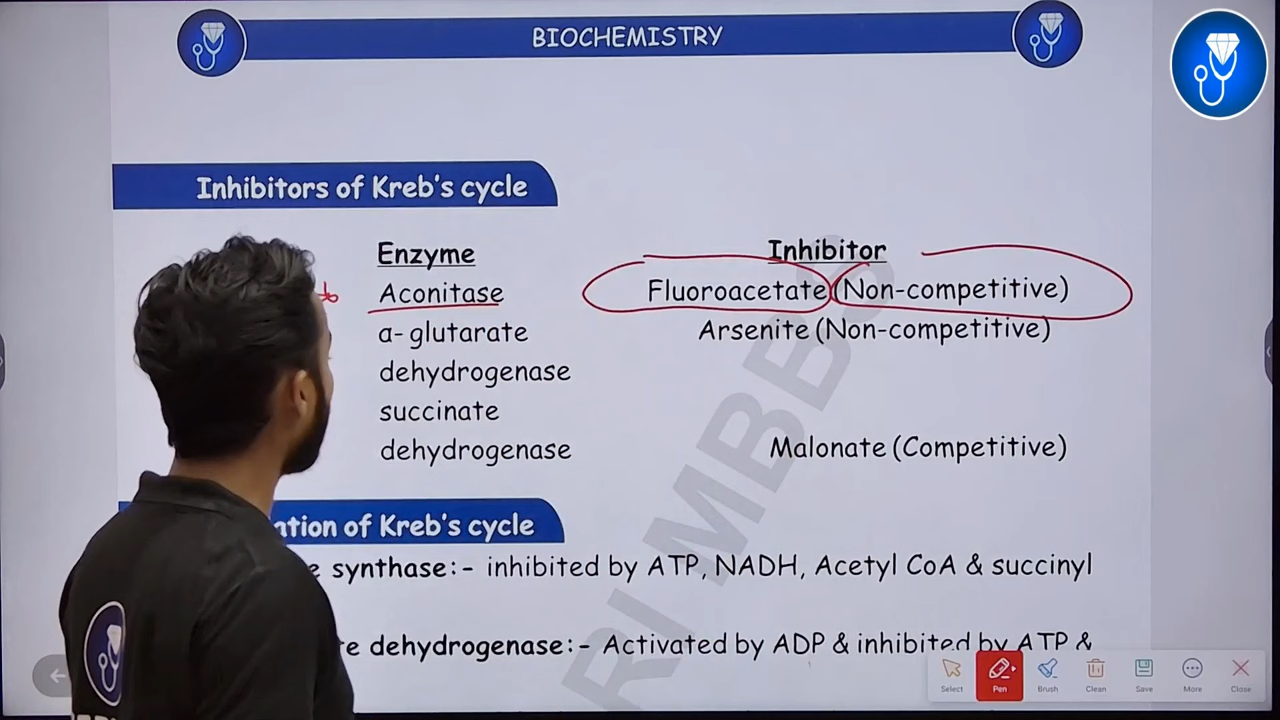 BIOCHEMISTRY
Inhibitors of Kreb's cycle
Enzyme Inhibitor
Aconitase Fluoroacetate (Non-competitive)
a- glutarate Arsenite (Non-competitive)
dehydrogenase
succinate
dehydrogenase Malonate (Competitive)
of Kreb's cycle
synthase:- inhibited by ATP, NADH, Acetyl CoA & succinyl
dehydrogenase:- Activated by ADP & inhibited by ATP &
MBBS
Select Pen Brush Clean Save More Close